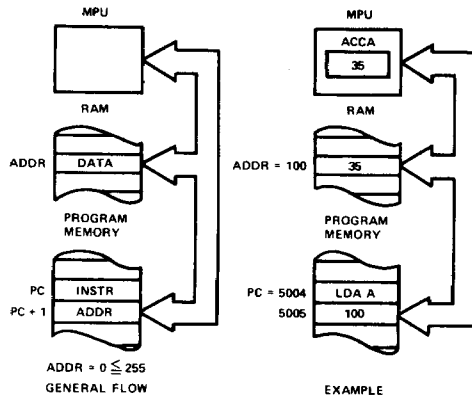 MPU
RAM
ADDR
DATA
PROGRAM
MEMORY
PC
INSTR
PC + 1
ADDR
ADDR = 0 ≦ 255
GENERAL FLOW
MPU
ACCA
35
RAM
ADDR = 100
35
PROGRAM
MEMORY
PC = 5004
LDA A
5005
100
EXAMPLE